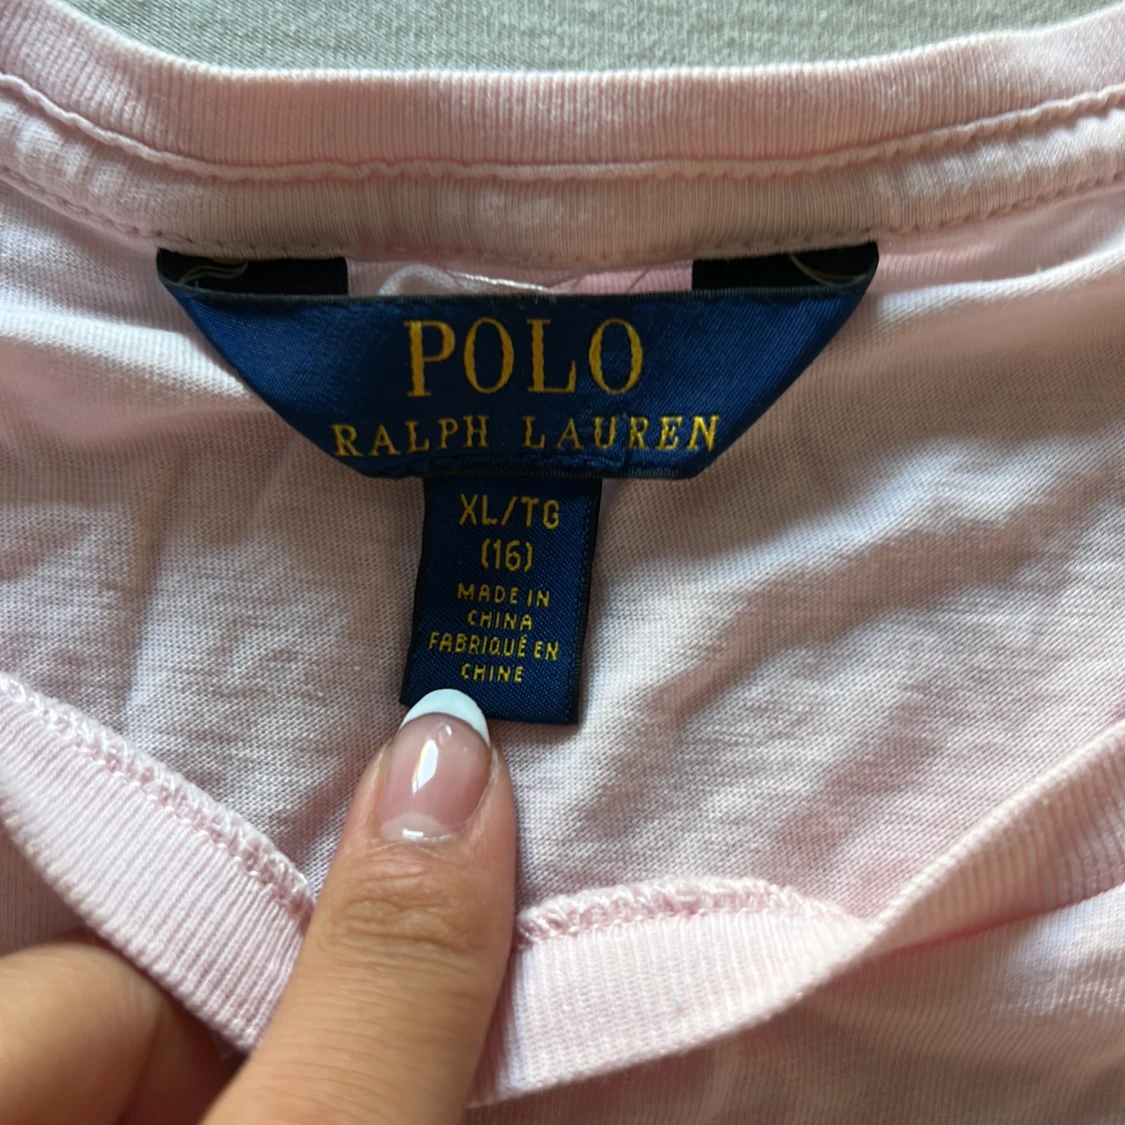 POLO
RALPH LAUREN
XL/TG
(16)
MADE IN
CHINA
FABRIQUÉ EN
CHINE